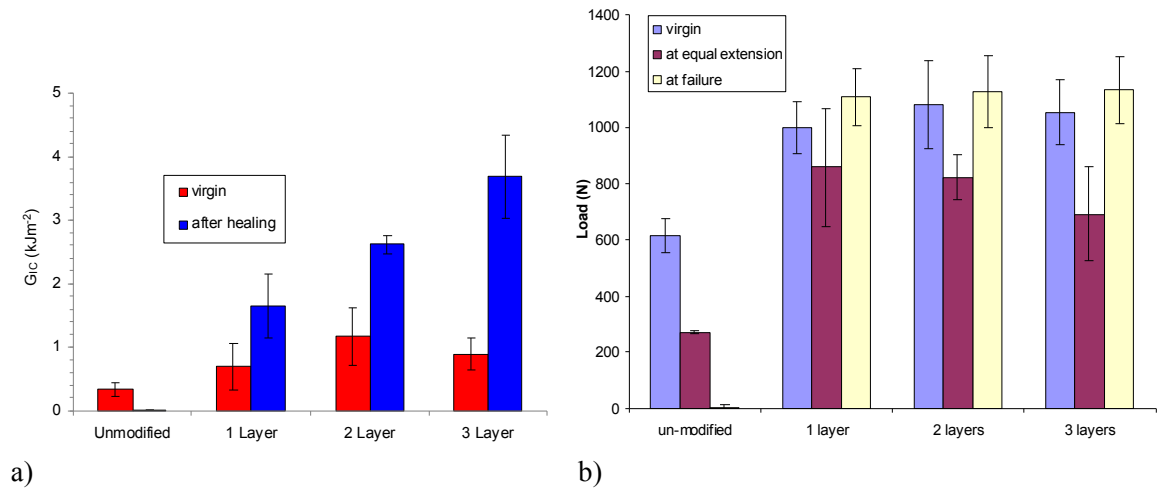 5
4
3
2
1
0
GIC (kJm-2)
virgin
after healing
Unmodified
1 Layer
2 Layer
3 Layer
a)
1400
1200
1000
800
600
400
200
0
Load (N)
virgin
at equal extension
at failure
un-modified
1 layer
2 layers
3 layers
b)